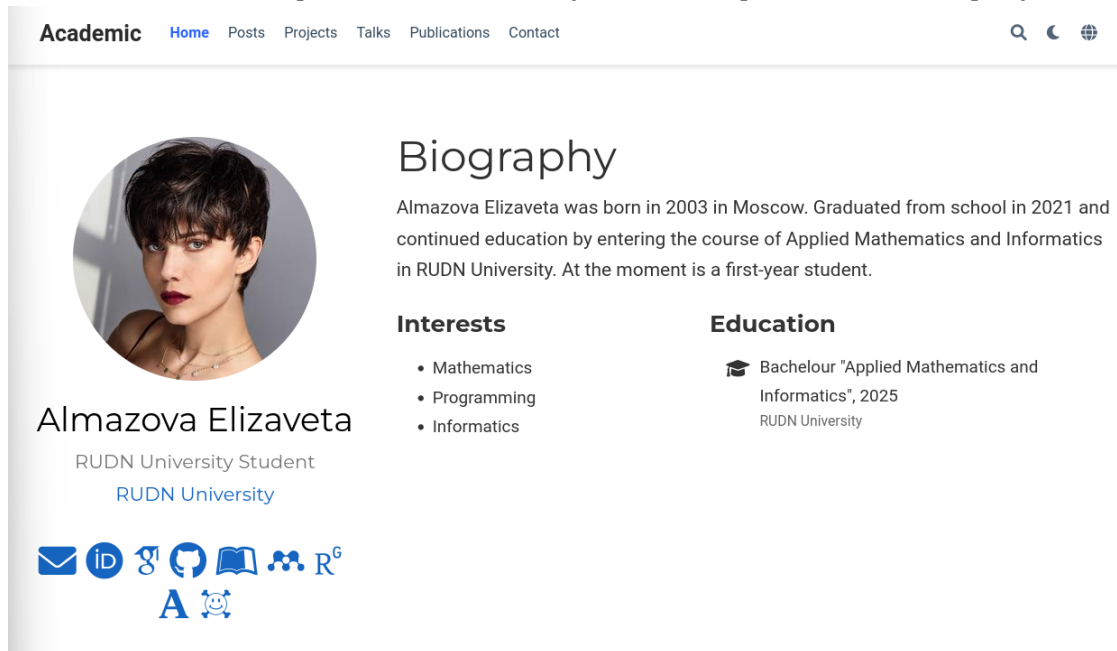 Academic Home Posts Projects Talks Publications Contact
Biography
Almazova Elizaveta was born in 2003 in Moscow. Graduated from school in 2021 and
continued education by entering the course of Applied Mathematics and Informatics
in RUDN University. At the moment is a first-year student.
Interests
• Mathematics
• Programming
• Informatics
Education
Bachelour "Applied Mathematics and
Informatics", 2025
RUDN University
Almazova Elizaveta
RUDN University Student
RUDN University
iD g R^G
A